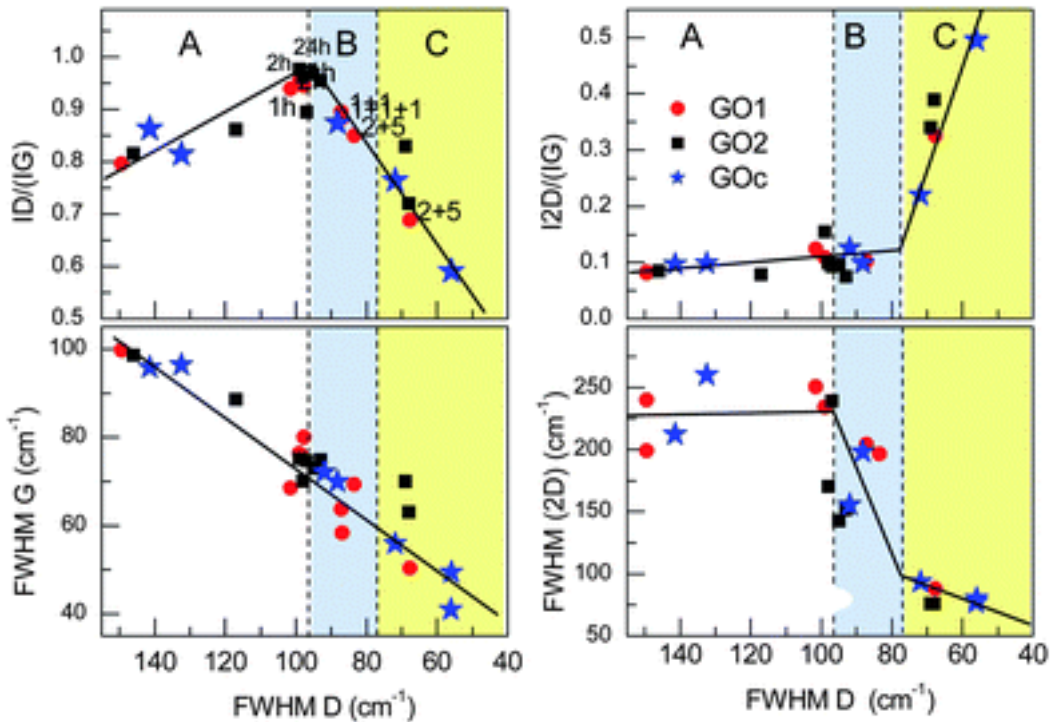 A
B
C
1.0
0.9
0.8
0.7
0.6
0.5
ID/(IG)
24h
2h
1h
1+1+1
2+5
2+5
A
B
C
0.5
0.4
0.3
0.2
0.1
0.0
I2D/(IG)
GO1
GO2
GOc
100
80
60
40
FWHM G (cm⁻¹)
140 120 100 80 60 40
FWHM D (cm⁻¹)
250
200
150
100
50
FWHM (2D) (cm⁻¹)
140 120 100 80 60 40
FWHM D (cm⁻¹)